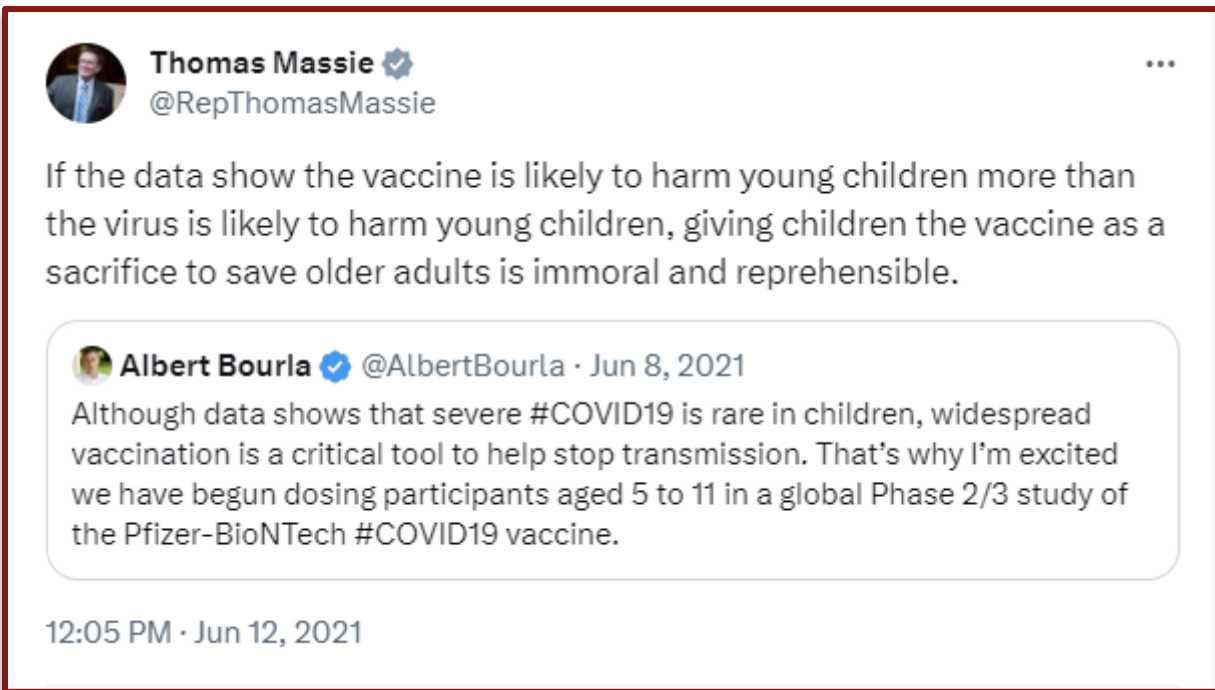 Thomas Massie
@RepThomasMassie
If the data show the vaccine is likely to harm young children more than
the virus is likely to harm young children, giving children the vaccine as a
sacrifice to save older adults is immoral and reprehensible.
Albert Bourla @AlbertBourla · Jun 8, 2021
Although data shows that severe #COVID19 is rare in children, widespread
vaccination is a critical tool to help stop transmission. That’s why I’m excited
we have begun dosing participants aged 5 to 11 in a global Phase 2/3 study of
the Pfizer-BioNTech #COVID19 vaccine.
12:05 PM · Jun 12, 2021